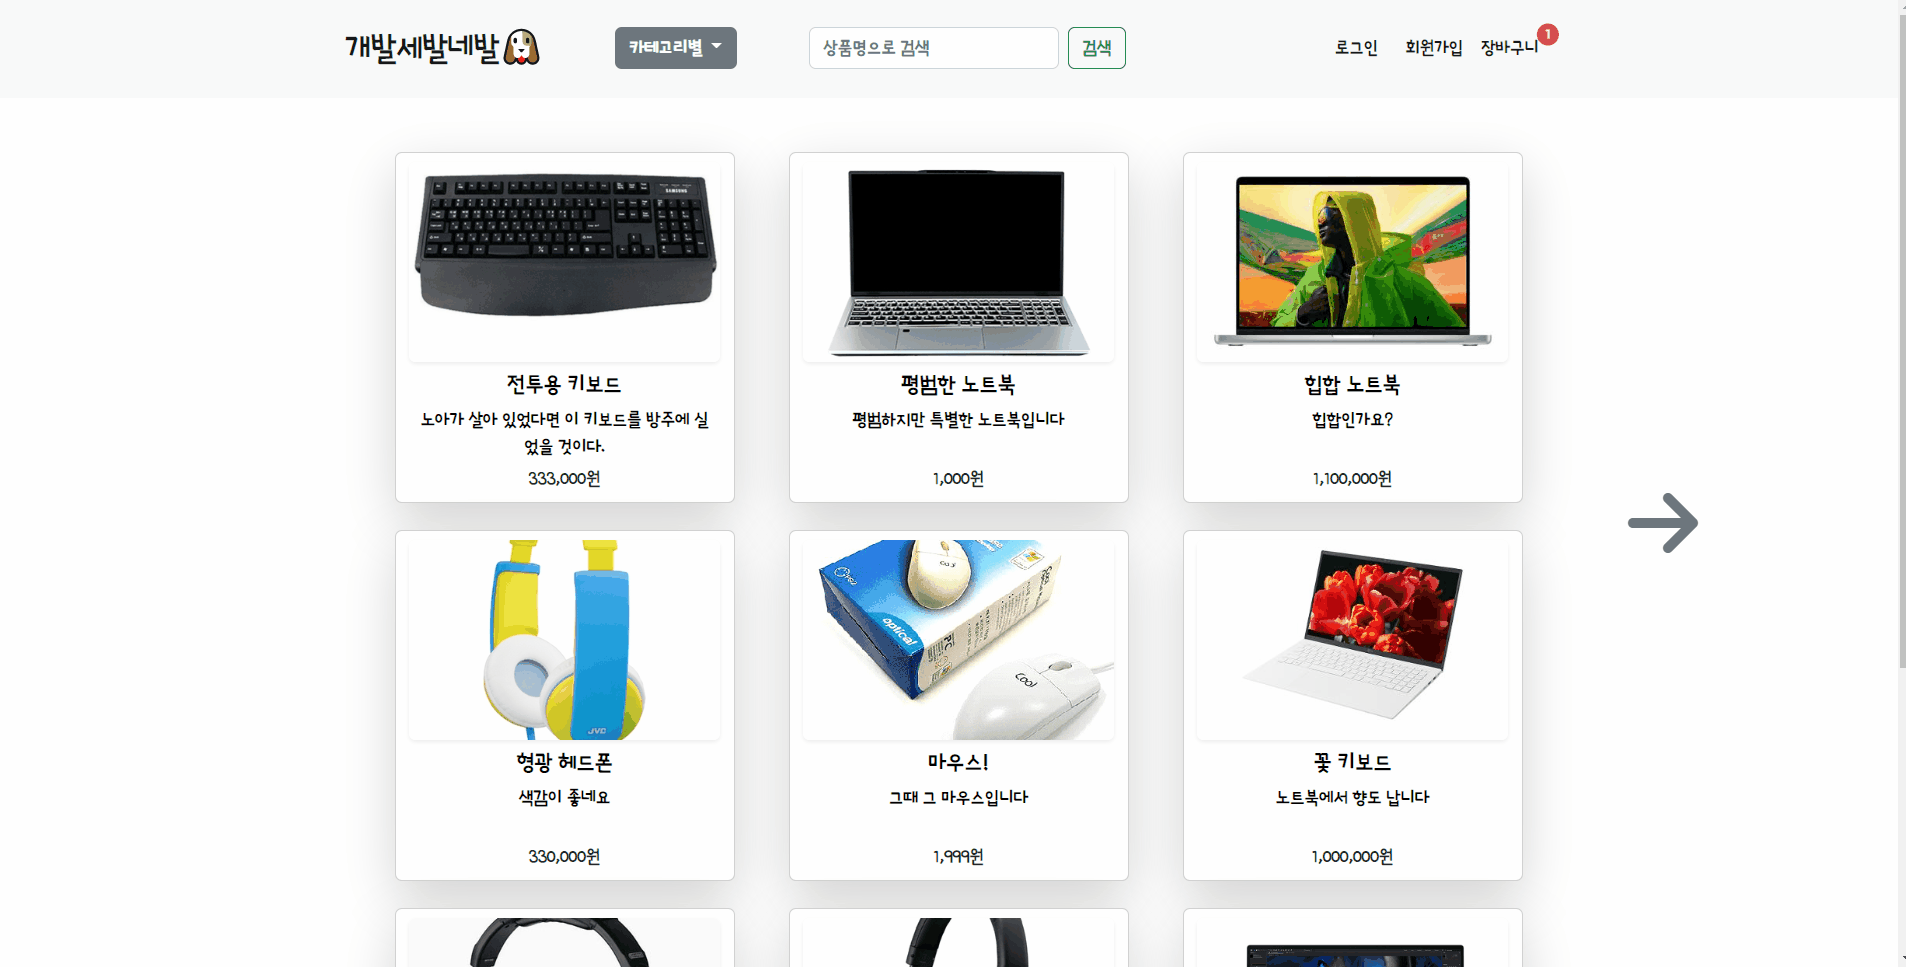 개발세발네발
카테고리별
상품명으로 검색
검색
로그인
회원가입
장바구니
1
SAMSUNG
전투용 키보드
노아가 살아 있었다면 이 키보드를 방주에 실
었을 것이다.
333,000원
평범한 노트북
평범하지만 특별한 노트북입니다
1,000원
힙합 노트북
힙합인가요?
1,100,000원
JVC
형광 헤드폰
색감이 좋네요
330,000원
optical
Cool
마우스!
그때 그 마우스입니다
1,999원
꽃 키보드
노트북에서 향도 납니다
1,000,000원